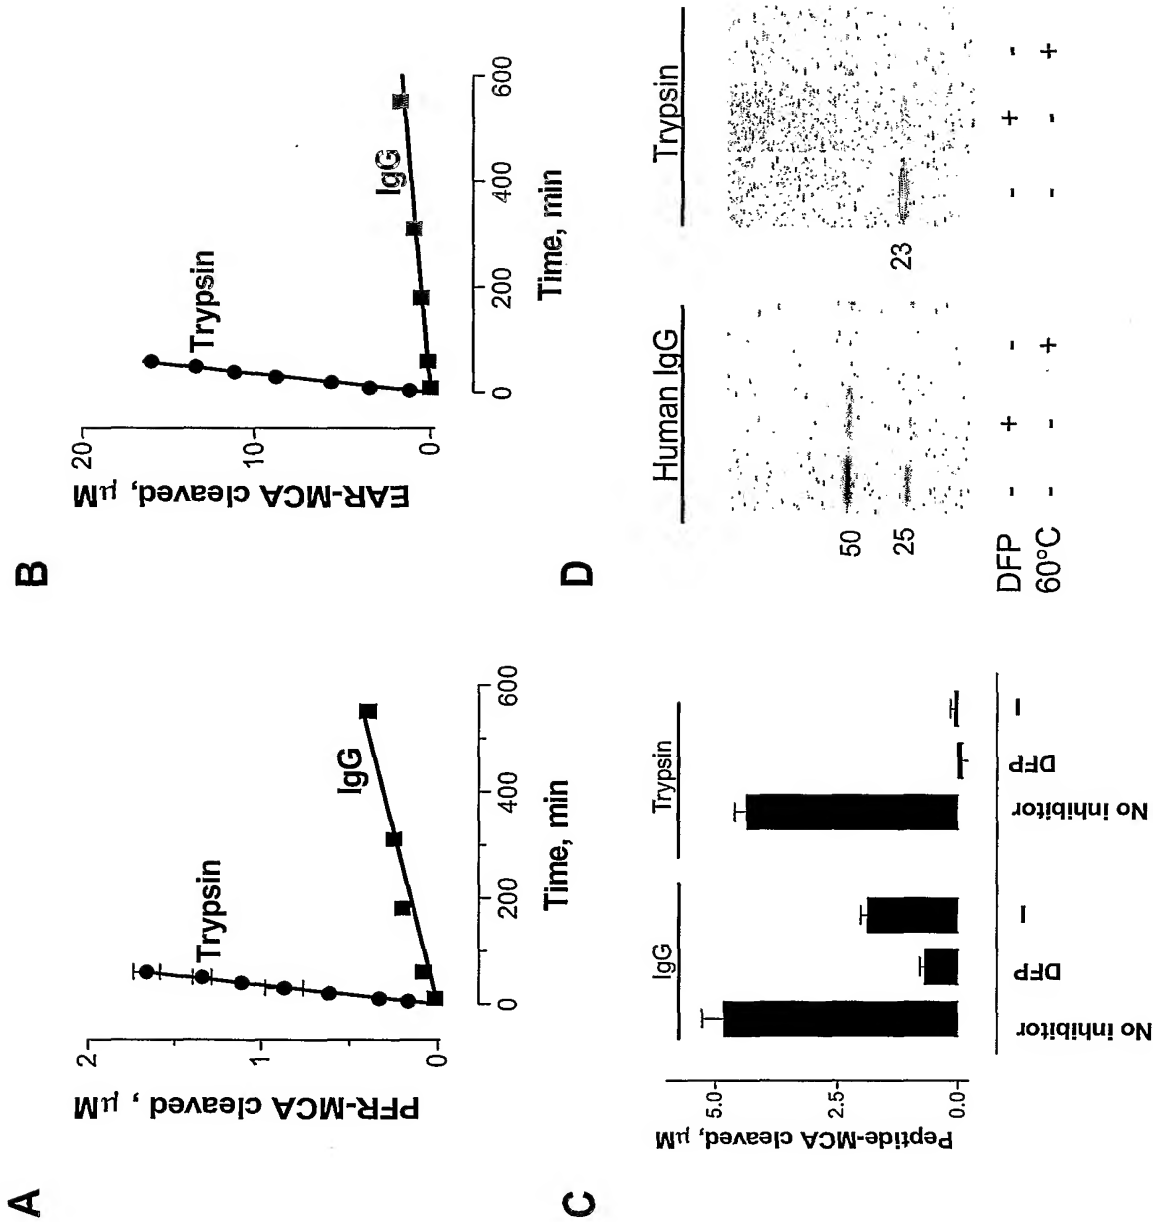 A
PFR-MCA cleaved, µM
2
1
0
Trypsin
IgG
0 200 400 600
Time, min
B
EAR-MCA cleaved, µM
20
10
0
Trypsin
IgG
0 200 400 600
Time, min
C
Peptide-MCA cleaved, µM
5.0
2.5
0.0
IgG Trypsin
No inhibitor DFP I No inhibitor DFP I
D
Human IgG Trypsin
50
25
23
DFP - + - - + -
60°C - - + - - +